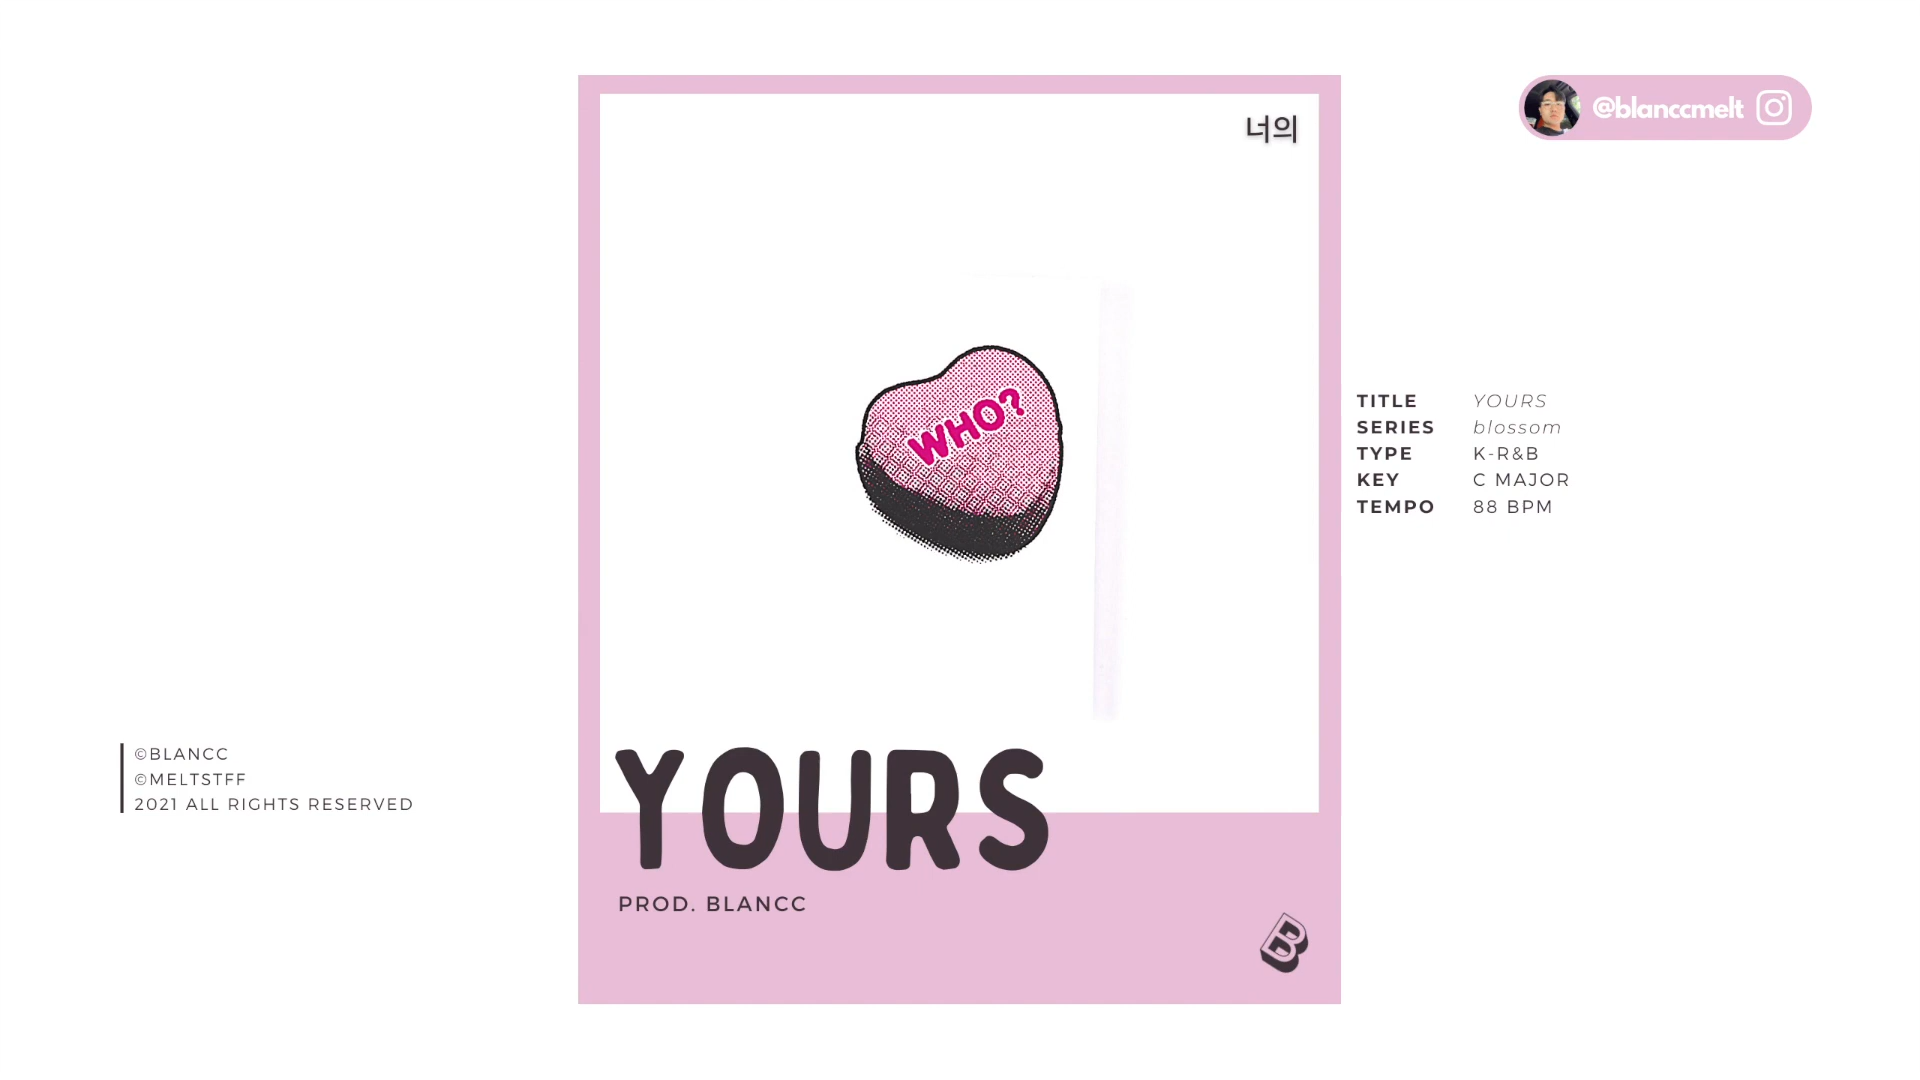 @blanccmelt
너의
WHO?
TITLE YOURS
SERIES blossom
TYPE K-R&B
KEY C MAJOR
TEMPO 88 BPM
©BLANCC
©MELTSTFF
2021 ALL RIGHTS RESERVED
YOURS
PROD. BLANCC
B